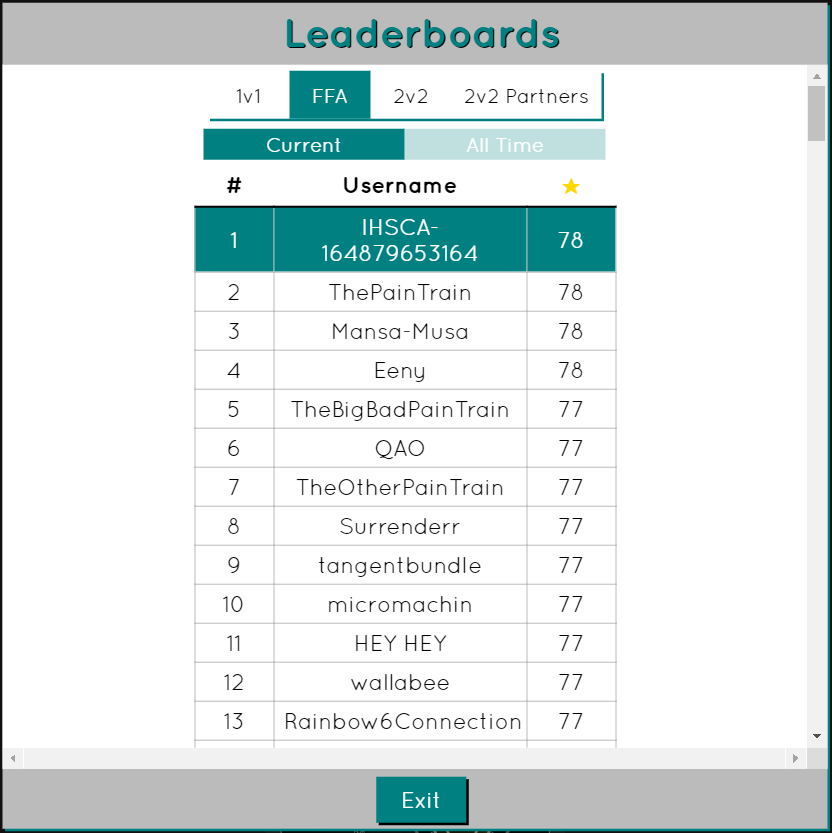 Leaderboards
1v1 FFA 2v2 2v2 Partners
Current All Time
# Username
1 IHSCA-
164879653164 78
2 ThePainTrain 78
3 Mansa-Musa 78
4 Eeny 78
5 TheBigBadPainTrain 77
6 QAO 77
7 TheOtherPainTrain 77
8 Surrenderr 77
9 tangentbundle 77
10 micromachin 77
11 HEY HEY 77
12 wallabee 77
13 Rainbow6Connection 77
Exit